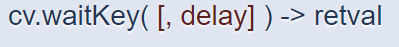 cv.waitKey( [, delay] ) -> retval